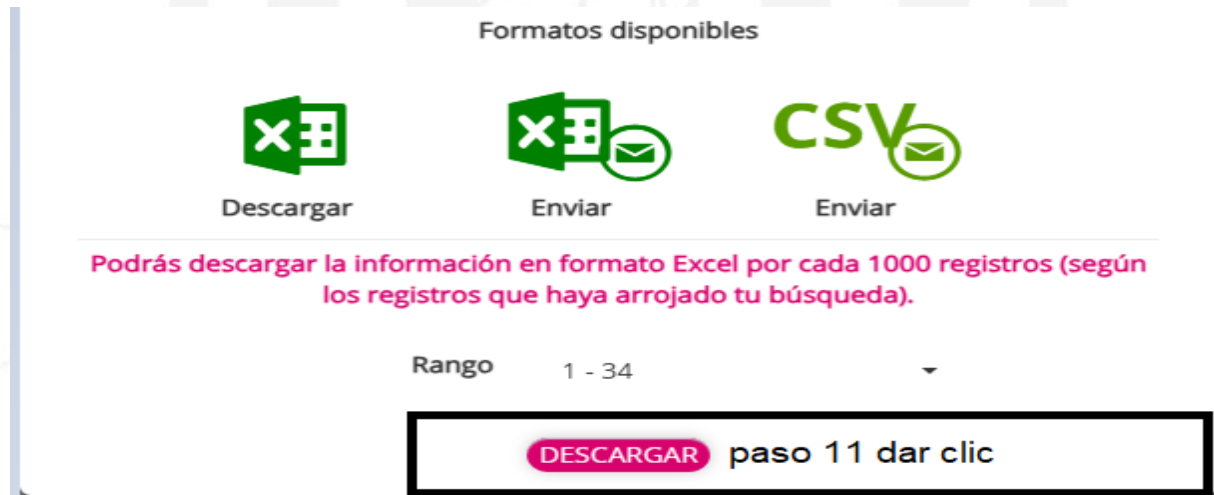 Formatos disponibles
CSV
Descargar
Enviar
Enviar
Podrás descargar la información en formato Excel por cada 1000 registros (según
los registros que haya arrojado tu búsqueda).
Rango 1 - 34
DESCARGAR paso 11 dar clic